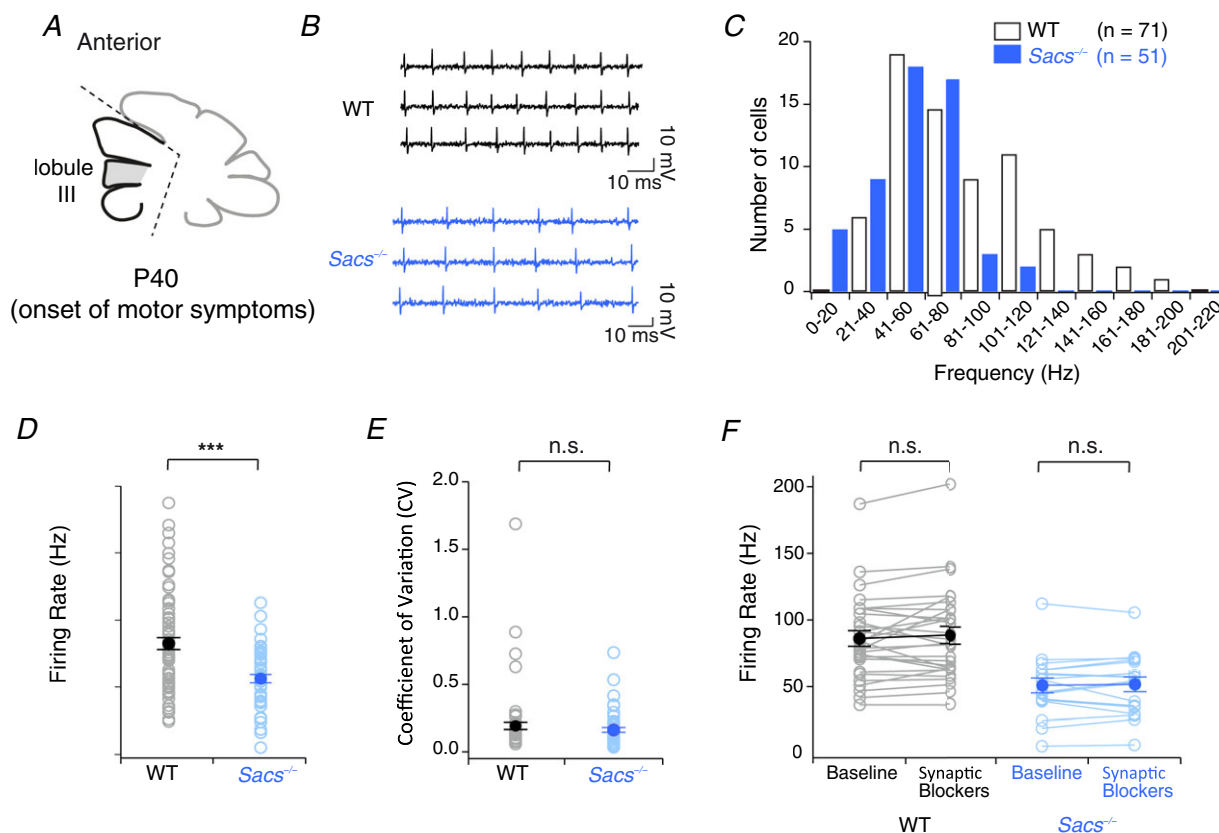 A
Anterior
lobule
III
P40
(onset of motor symptoms)
B
WT
10 mV
10 ms
Sacs⁻/⁻
10 mV
10 ms
C
WT (n = 71)
Sacs⁻/⁻ (n = 51)
Number of cells
20
15
10
5
0
0-20
21-40
41-60
61-80
81-100
101-120
121-140
141-160
161-180
181-200
201-220
Frequency (Hz)
D
***
Firing Rate (Hz)
WT
Sacs⁻/⁻
E
n.s.
Coefficienet of Variation (CV)
2.0
1.5
1.0
0.5
0.0
WT
Sacs⁻/⁻
F
n.s.
n.s.
Firing Rate (Hz)
200
150
100
50
0
Baseline
Synaptic
Blockers
Baseline
Synaptic
Blockers
WT
Sacs⁻/⁻